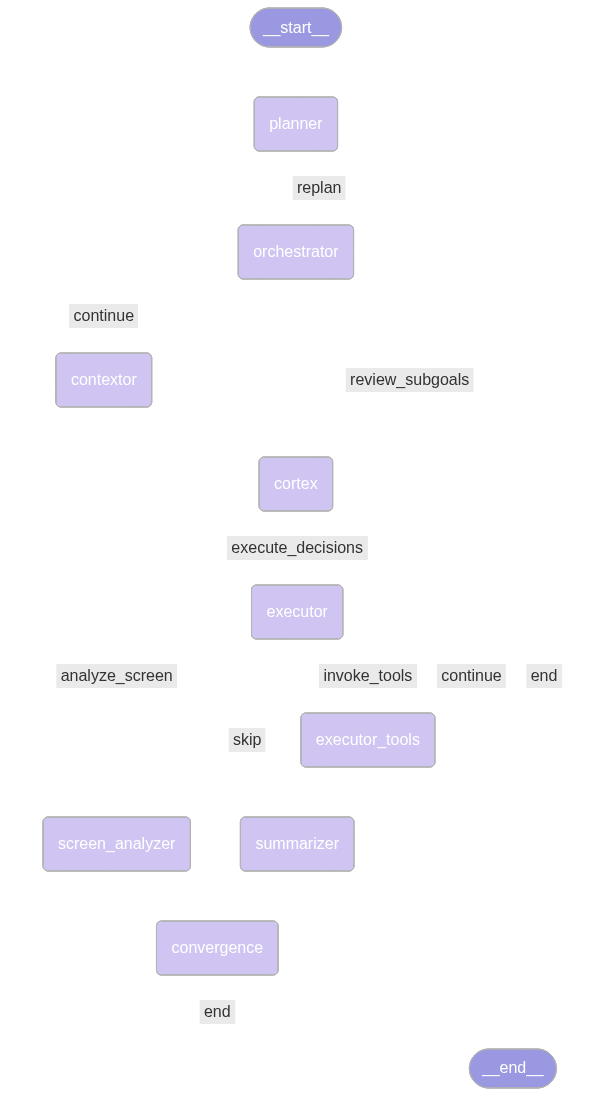 __start__
planner
replan
orchestrator
continue
contextor
review_subgoals
cortex
execute_decisions
executor
analyze_screen
invoke_tools
continue
end
skip
executor_tools
screen_analyzer
summarizer
convergence
end
__end__